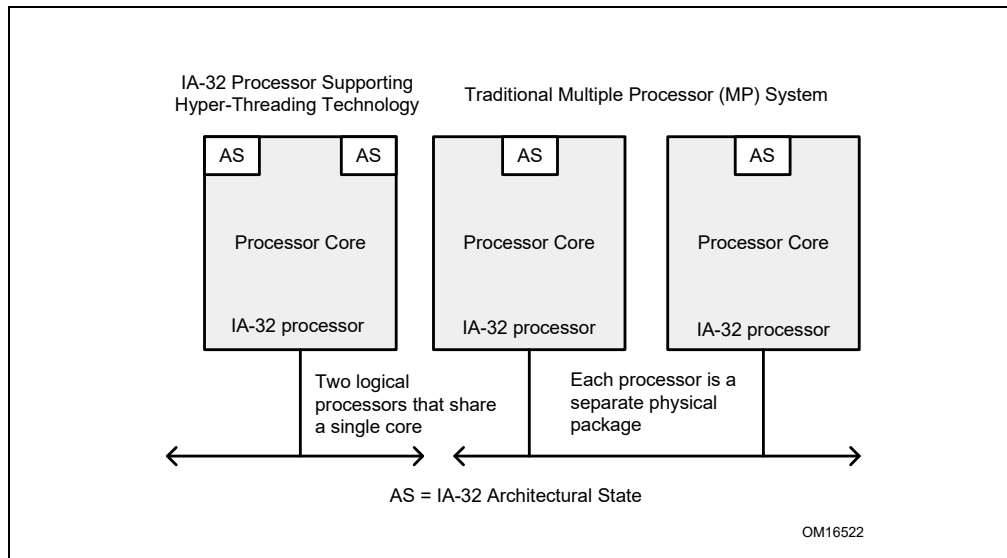 IA-32 Processor Supporting
Hyper-Threading Technology
Traditional Multiple Processor (MP) System
AS
AS
AS
AS
Processor Core
Processor Core
Processor Core
IA-32 processor
IA-32 processor
IA-32 processor
Two logical
processors that share
a single core
Each processor is a
separate physical
package
AS = IA-32 Architectural State
OM16522